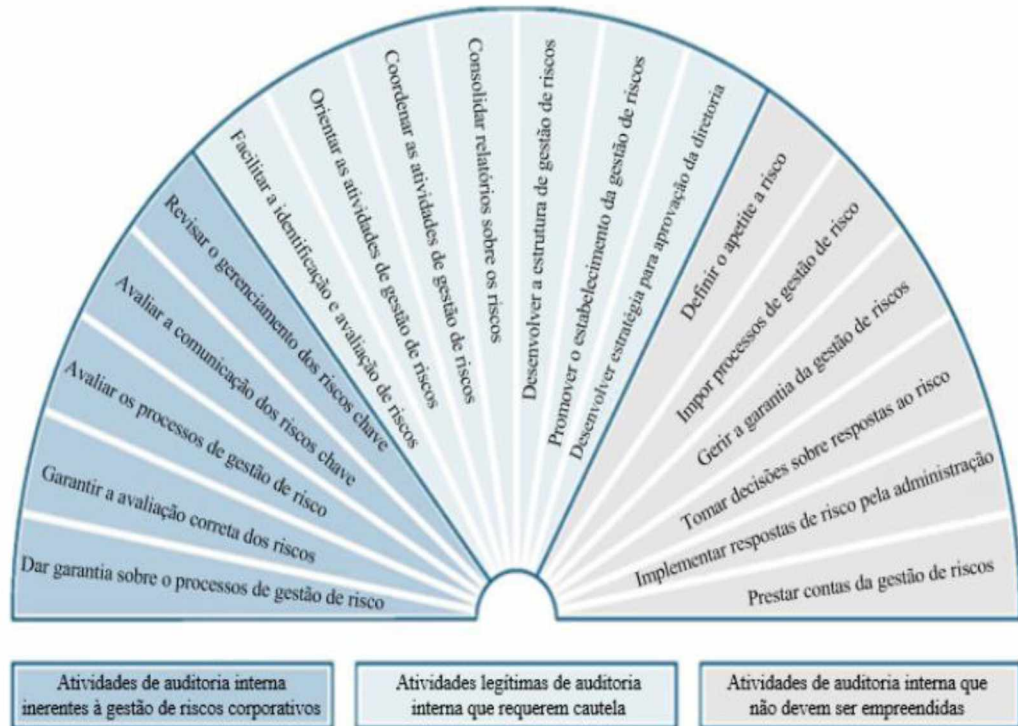 Dar garantia sobre o processos de gestão de risco
Garantir a avaliação correta dos riscos
Avaliar os processos de gestão de risco
Avaliar a comunicação dos riscos chave
Revisar o gerenciamento dos riscos chave
Facilitar a identificação e avaliação de riscos
Orientar as atividades de gestão de riscos
Coordenar as atividades de gestão de riscos
Consolidar relatórios sobre os riscos
Desenvolver a estrutura de gestão de riscos
Promover o estabelecimento da gestão de riscos
Desenvolver estratégia para aprovação da diretoria
Definir o apetite a risco
Impor processos de gestão de risco
Gerir a garantia da gestão de riscos
Tomar decisões sobre respostas ao risco
Implementar respostas de risco pela administração
Prestar contas da gestão de riscos
Atividades de auditoria interna
inerentes à gestão de riscos corporativos
Atividades legítimas de auditoria
interna que requerem cautela
Atividades de auditoria interna que
não devem ser empreendidas